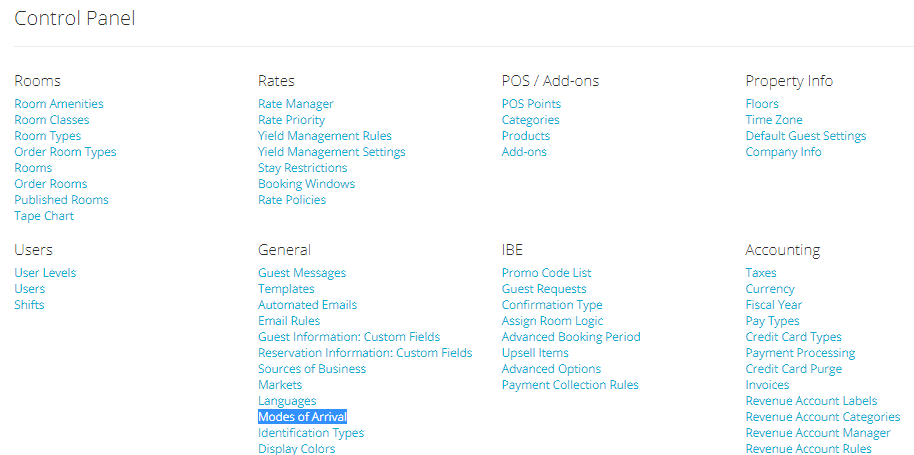 Control Panel
Rooms
Room Amenities
Room Classes
Room Types
Order Room Types
Rooms
Order Rooms
Published Rooms
Tape Chart
Rates
Rate Manager
Rate Priority
Yield Management Rules
Yield Management Settings
Stay Restrictions
Booking Windows
Rate Policies
POS / Add-ons
POS Points
Categories
Products
Add-ons
Property Info
Floors
Time Zone
Default Guest Settings
Company Info
Users
User Levels
Users
Shifts
General
Guest Messages
Templates
Automated Emails
Email Rules
Guest Information: Custom Fields
Reservation Information: Custom Fields
Sources of Business
Markets
Languages
Modes of Arrival
Identification Types
Display Colors
IBE
Promo Code List
Guest Requests
Confirmation Type
Assign Room Logic
Advanced Booking Period
Upsell Items
Advanced Options
Payment Collection Rules
Accounting
Taxes
Currency
Fiscal Year
Pay Types
Credit Card Types
Payment Processing
Credit Card Purge
Invoices
Revenue Account Labels
Revenue Account Categories
Revenue Account Manager
Revenue Account Rules